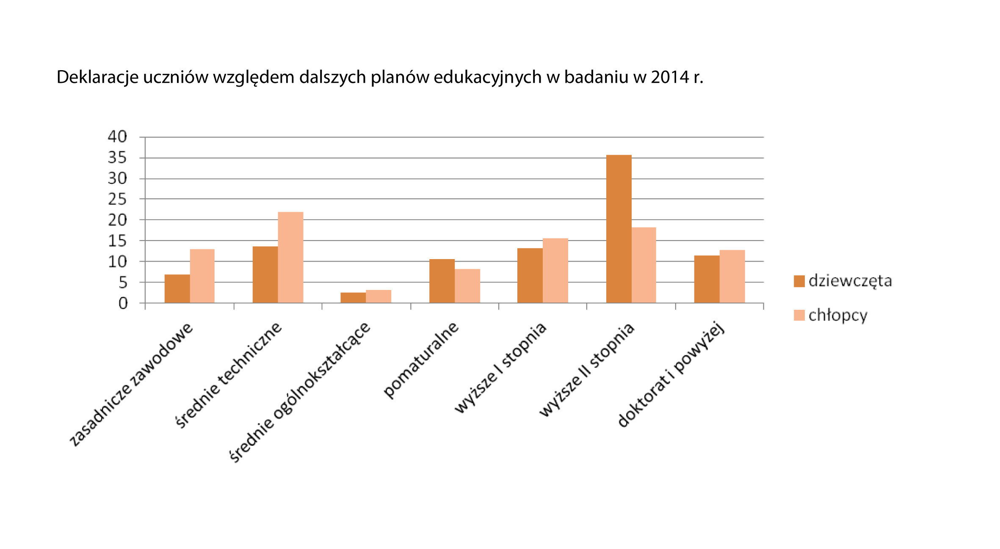 Deklaracje uczniów względem dalszych planów edukacyjnych w badaniu w 2014 r.
40
35
30
25
20
15
10
5
0
zasadnicze zawodowe
średnie techniczne
średnie ogólnokształcące
pomaturalne
wyższe I stopnia
wyższe II stopnia
doktorat i powyżej
dziewczęta
chłopcy